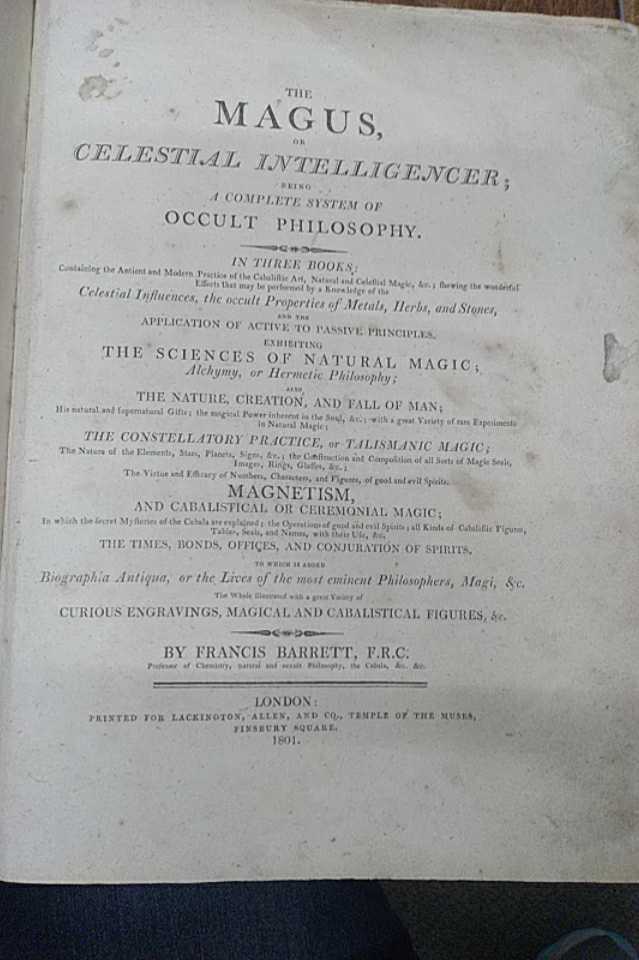 THE
MAGUS,
OR
CELESTIAL INTELLIGENCER;
BEING
A COMPLETE SYSTEM OF
OCCULT PHILOSOPHY.
IN THREE BOOKS:
Containing the Antient and Modern Practice of the Cabaliſtic Art, Natural and Celeſtial Magic, &c.; ſhewing the wonderful
Effects that may be performed by a Knowledge of the
Celestial Influences, the occult Properties of Metals, Herbs, and Stones,
AND THE
APPLICATION OF ACTIVE TO PASSIVE PRINCIPLES.
EXHIBITING
THE SCIENCES OF NATURAL MAGIC;
Alchymy, or Hermetic Philosophy;
ALSO
THE NATURE, CREATION, AND FALL OF MAN;
His natural and ſupernatural Gifts; the magical Power inherent in the Soul, &c.; with a great Variety of rare Experiments
in Natural Magic;
THE CONSTELLATORY PRACTICE, or TALISMANIC MAGIC;
The Nature of the Elements, Stars, Planets, Signs, &c.; the Conſtruction and Compoſition of all Sorts of Magic Seals,
Images, Rings, Glaſſes, &c.;
The Virtue and Efficacy of Numbers, Characters, and Figures, of good and evil Spirits.
MAGNETISM,
AND CABALISTICAL OR CEREMONIAL MAGIC;
In which the ſecret Myſteries of the Cabala are explained; the Operations of good and evil Spirits; all Kinds of Cabaliſtic Figures,
Tables, Seals, and Names, with their Uſe, &c.
THE TIMES, BONDS, OFFICES, AND CONJURATION OF SPIRITS.
TO WHICH IS ADDED
Biographia Antiqua, or the Lives of the most eminent Philosophers, Magi, &c.
The Whole illuſtrated with a great Variety of
CURIOUS ENGRAVINGS, MAGICAL AND CABALISTICAL FIGURES, &c.
BY FRANCIS BARRETT, F.R.C.
Profeſſor of Chemiſtry, natural and occult Philoſophy, the Cabala, &c. &c.
LONDON:
PRINTED FOR LACKINGTON, ALLEN, AND CO., TEMPLE OF THE MUSES,
FINSBURY SQUARE.
1801.